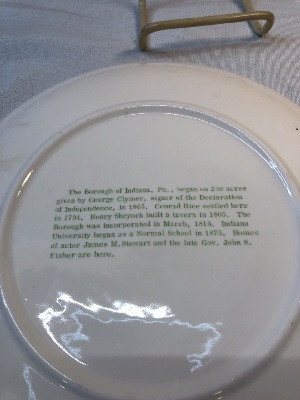 The Borough of Indiana, Pa., began on 250 acres
given by George Clymer, signer of the Declaration
of Independence, in 1805. Conrad Rice settled here
in 1794. Henry Shryock built a tavern in 1805. The
Borough was incorporated in March, 1816. Indiana
University began as a Normal School in 1875. Homes
of actor James M. Stewart and the late Gov. John S.
Fisher are here.